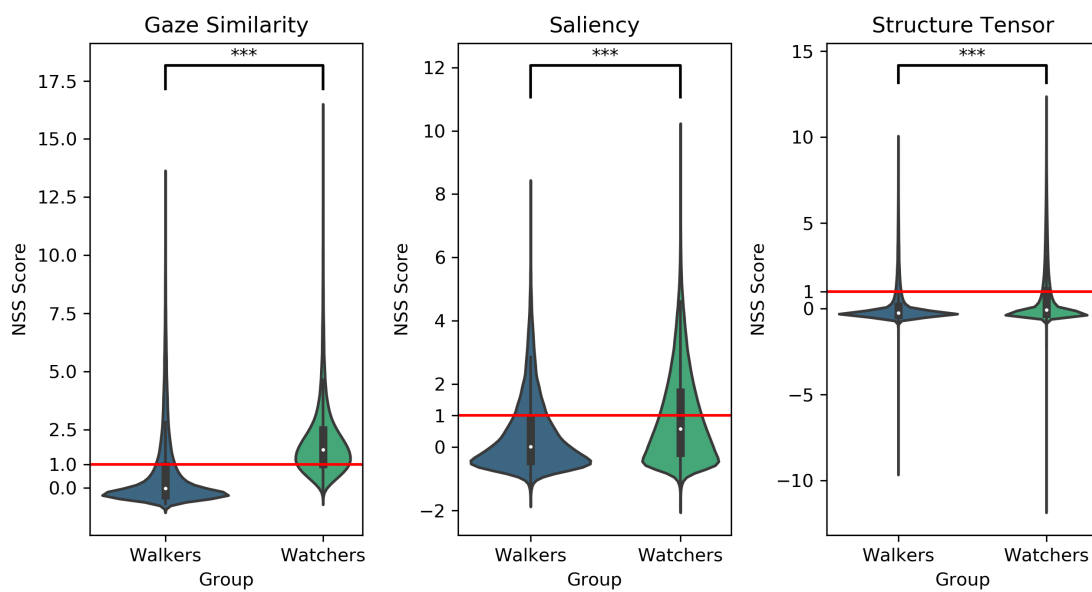 Gaze Similarity
***
17.5
15.0
12.5
10.0
7.5
5.0
2.5
1.0
0.0
NSS Score
Walkers Watchers
Group
Saliency
***
12
10
8
6
4
2
1
0
−2
NSS Score
Walkers Watchers
Group
Structure Tensor
***
15
10
5
1
0
−5
−10
NSS Score
Walkers Watchers
Group